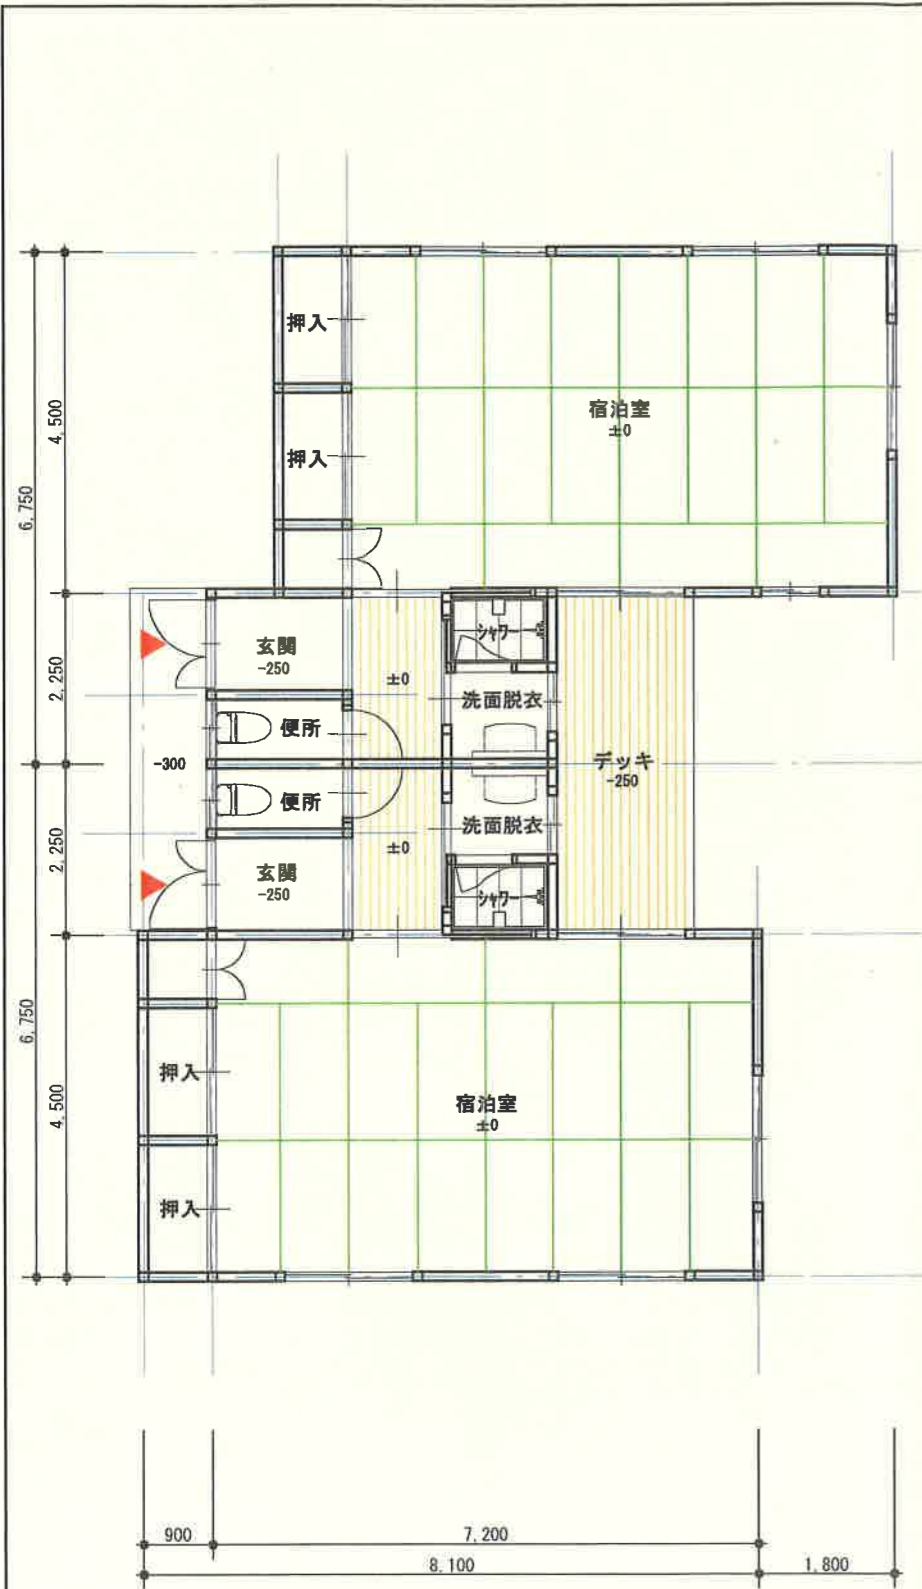 押入
宿泊室
±0
4,500
押入
6,750
玄関
-250
シャワー
±0
洗面脱衣
2,250
便所
-300
デッキ
-250
便所
2,250
洗面脱衣
±0
玄関
-250
シャワー
6,750
押入
宿泊室
±0
4,500
押入
900
7,200
8,100
1,800